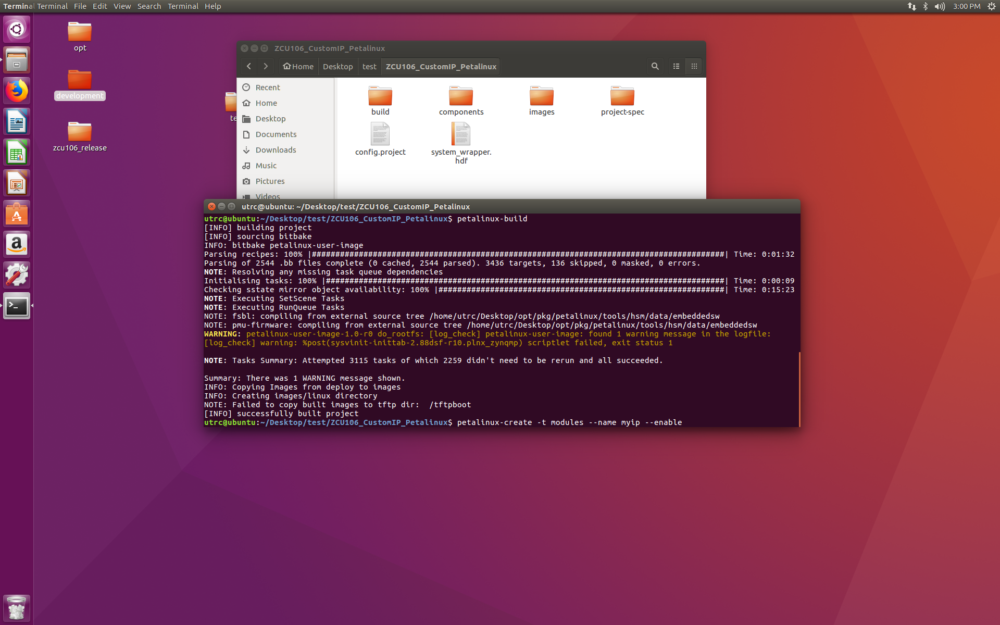 Terminal Terminal File Edit View Search Terminal Help
3:00 PM
opt
development
zcu106_release
te
ZCU106_CustomIP_Petalinux
Home Desktop test ZCU106_CustomIP_Petalinux
Recent
Home
Desktop
Documents
Downloads
Music
Pictures
Videos
build components images project-spec
config.project
system_wrapper.
hdf
utrc@ubuntu: ~/Desktop/test/ZCU106_CustomIP_Petalinux
utrc@ubuntu:~/Desktop/test/ZCU106_CustomIP_Petalinux$ petalinux-build
[INFO] building project
[INFO] sourcing bitbake
INFO: bitbake petalinux-user-image
Parsing recipes: 100% |########################################################################################| Time: 0:01:32
Parsing of 2544 .bb files complete (0 cached, 2544 parsed). 3436 targets, 136 skipped, 0 masked, 0 errors.
NOTE: Resolving any missing task queue dependencies
Initialising tasks: 100% |#####################################################################################| Time: 0:00:09
Checking sstate mirror object availability: 100% |#############################################################| Time: 0:15:23
NOTE: Executing SetScene Tasks
NOTE: Executing RunQueue Tasks
NOTE: fsbl: compiling from external source tree /home/utrc/Desktop/opt/pkg/petalinux/tools/hsm/data/embeddedsw
NOTE: pmu-firmware: compiling from external source tree /home/utrc/Desktop/opt/pkg/petalinux/tools/hsm/data/embeddedsw
WARNING: petalinux-user-image-1.0-r0 do_rootfs: [log_check] petalinux-user-image: found 1 warning message in the logfile:
[log_check] warning: %post(sysvinit-inittab-2.88dsf-r10.plnx_zynqmp) scriptlet failed, exit status 1
NOTE: Tasks Summary: Attempted 3115 tasks of which 2259 didn't need to be rerun and all succeeded.
Summary: There was 1 WARNING message shown.
INFO: Copying Images from deploy to images
INFO: Creating images/linux directory
NOTE: Failed to copy built images to tftp dir:  /tftpboot
[INFO] successfully built project
utrc@ubuntu:~/Desktop/test/ZCU106_CustomIP_Petalinux$ petalinux-create -t modules --name myip --enable